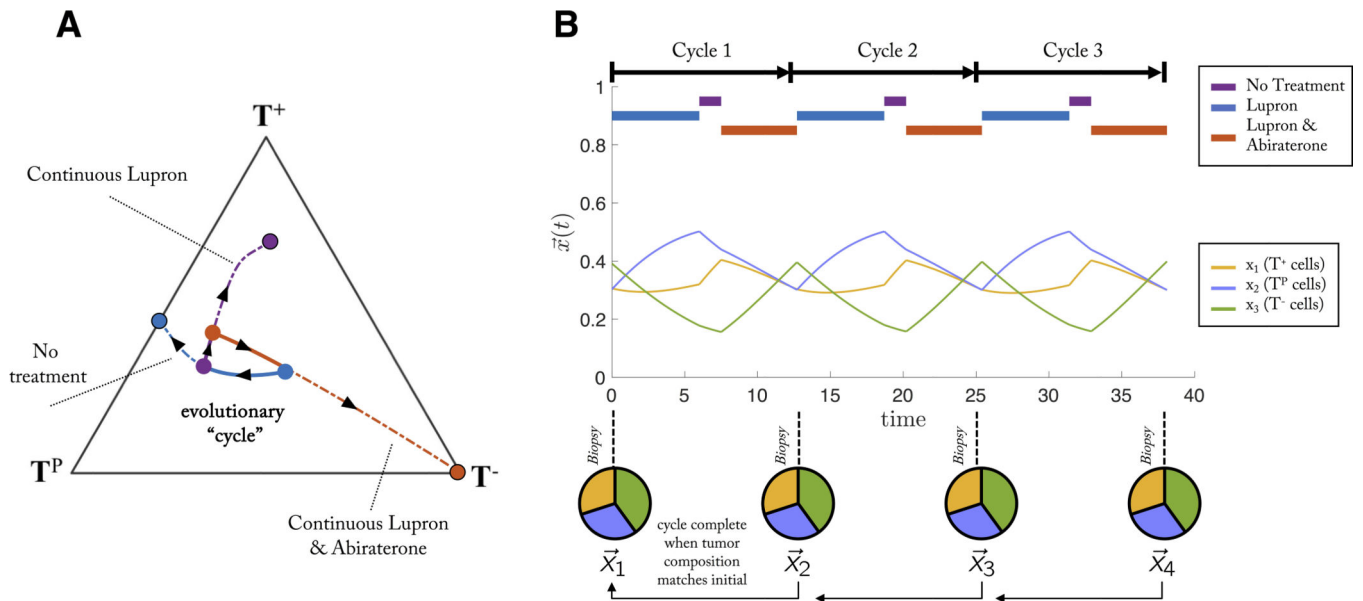 A
T+
Continuous Lupron
No
treatment
evolutionary
"cycle"
TP
T-
Continuous Lupron
& Abiraterone
B
Cycle 1
Cycle 2
Cycle 3
No Treatment
Lupron
Lupron &
Abiraterone
1
0.8
0.6
0.4
0.2
0
x⃗(t)
x₁ (T⁺ cells)
x₂ (Tᴾ cells)
x₃ (T⁻ cells)
0 5 10 15 20 25 30 35 40
time
Biopsy
Biopsy
Biopsy
Biopsy
cycle complete
when tumor
composition
matches initial
X⃗1
X⃗2
X⃗3
X⃗4